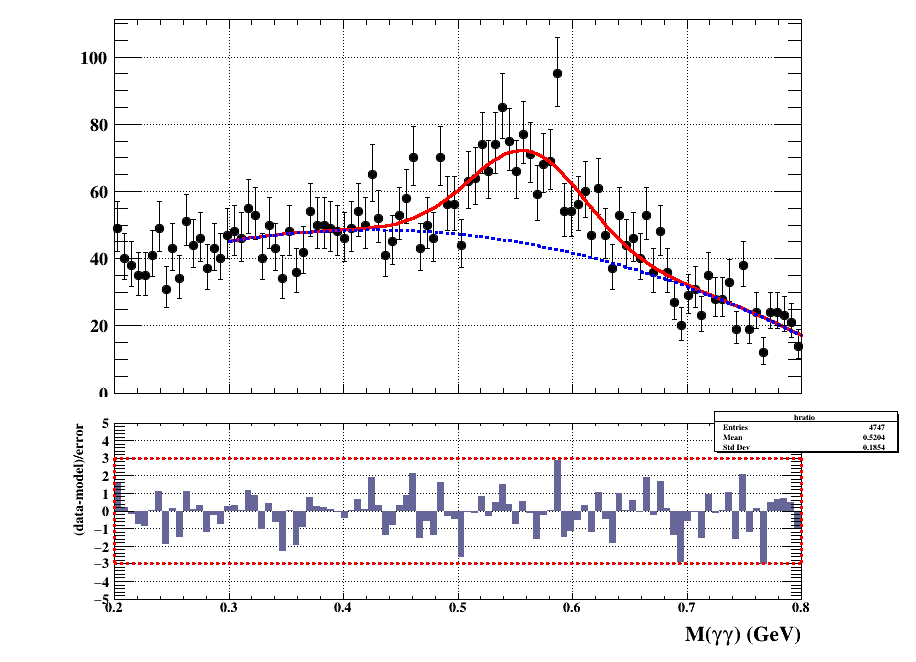 100
80
60
40
20
0
hratio
Entries 4747
Mean 0.5204
Std Dev 0.1854
(data-model)/error
5
4
3
2
1
0
−1
−2
−3
−4
−5
0.2 0.3 0.4 0.5 0.6 0.7 0.8
M(γγ) (GeV)